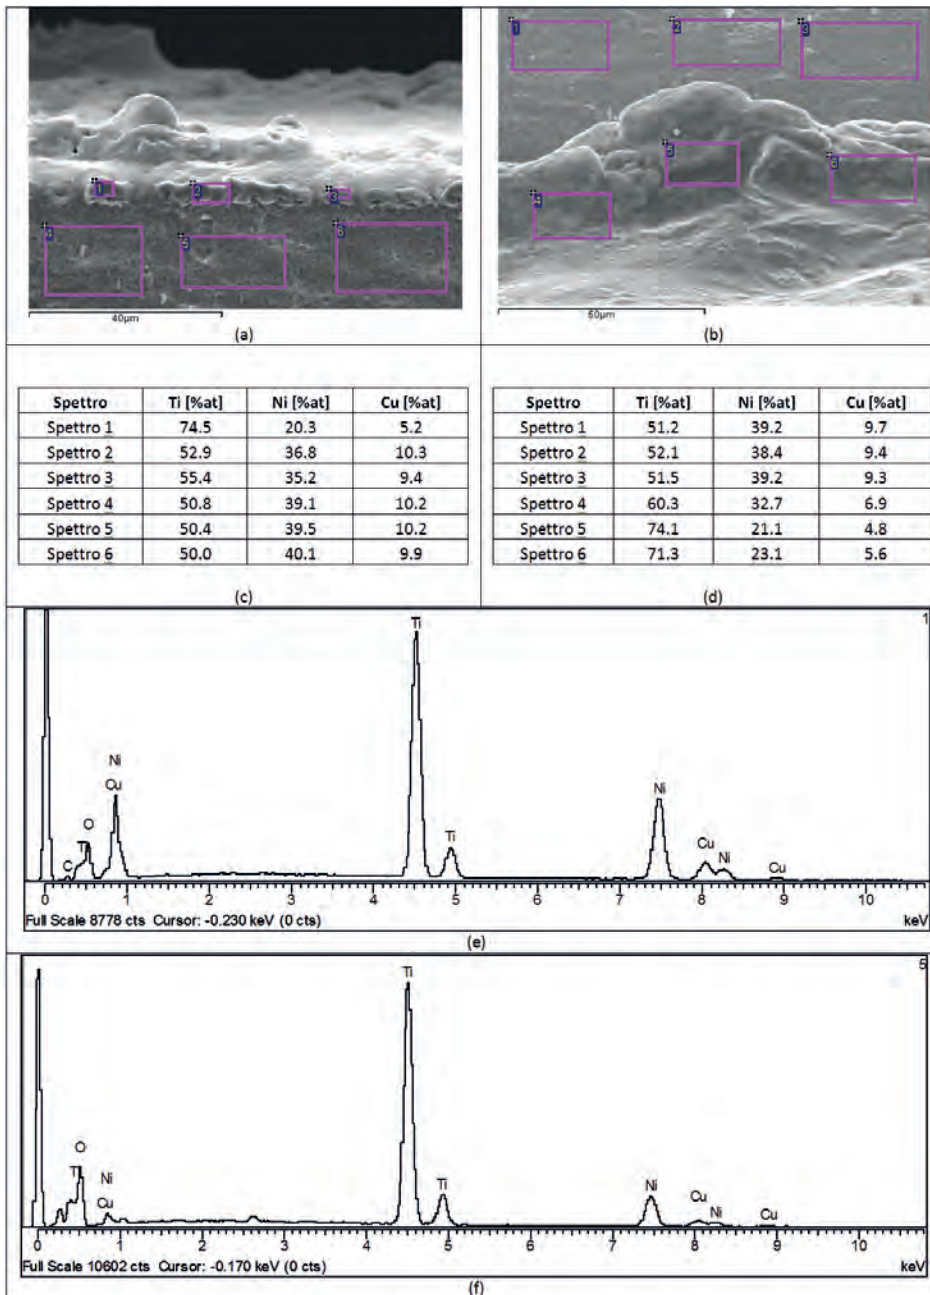 1 2 3
4 5 6
40µm
(a)
1 2 3
4 5 6
50µm
(b)
Spettro Ti [%at] Ni [%at] Cu [%at]
Spettro 1 74.5 20.3 5.2
Spettro 2 52.9 36.8 10.3
Spettro 3 55.4 35.2 9.4
Spettro 4 50.8 39.1 10.2
Spettro 5 50.4 39.5 10.2
Spettro 6 50.0 40.1 9.9
(c)
Spettro Ti [%at] Ni [%at] Cu [%at]
Spettro 1 51.2 39.2 9.7
Spettro 2 52.1 38.4 9.4
Spettro 3 51.5 39.2 9.3
Spettro 4 60.3 32.7 6.9
Spettro 5 74.1 21.1 4.8
Spettro 6 71.3 23.1 5.6
(d)
1
Ti
Ni
Cu
Ni
O
Ti
C
Ti
Cu
Ni
Cu
0 1 2 3 4 5 6 7 8 9 10
Full Scale 8778 cts Cursor: -0.230 keV (0 cts) keV
(e)
5
Ti
O
Ti
Ni
Cu
Ti
Ni
Cu
Ni
Cu
0 1 2 3 4 5 6 7 8 9 10
Full Scale 10602 cts Cursor: -0.170 keV (0 cts) keV
(f)